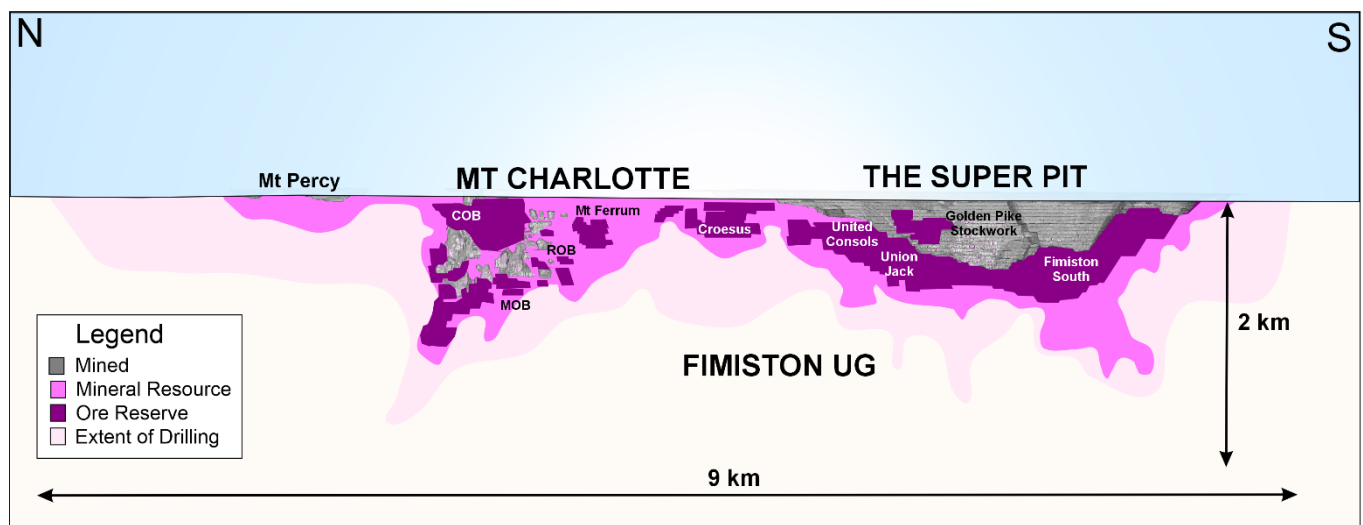 N
S
Mt Percy
MT CHARLOTTE
THE SUPER PIT
COB
Mt Ferrum
ROB
MOB
Croesus
United
Consols
Union
Jack
Golden Pike
Stockwork
Fimiston
South
FIMISTON UG
2 km
9 km
Legend
Mined
Mineral Resource
Ore Reserve
Extent of Drilling